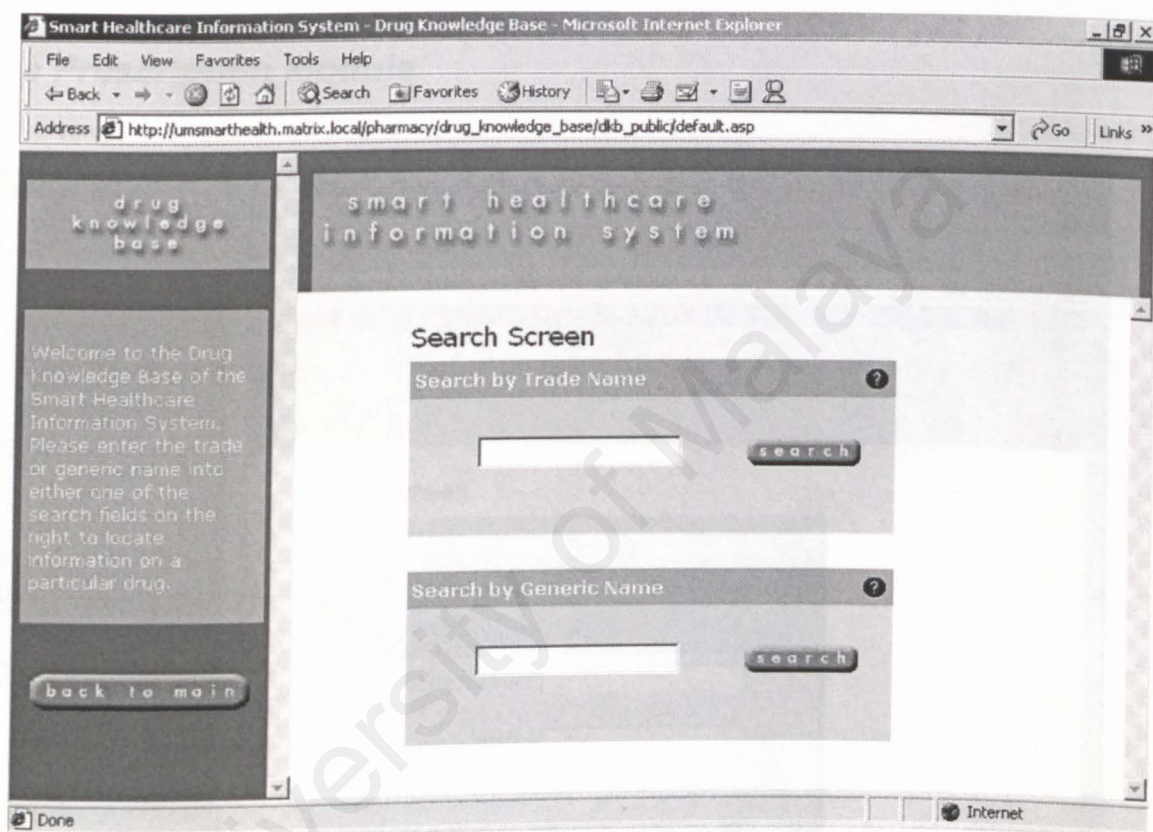 Smart Healthcare Information System - Drug Knowledge Base - Microsoft Internet Explorer
File Edit View Favorites Tools Help
Back Search Favorites History
Address http://umsmarthealth.matrix.local/pharmacy/drug_knowledge_base/dkb_public/default.asp Go Links »
drug
knowledge
base
smart healthcare
information system
Welcome to the Drug
Knowledge Base of the
Smart Healthcare
Information System.
Please enter the trade
or generic name into
either one of the
search fields on the
right to locate
information on a
particular drug.
back to main
Search Screen
Search by Trade Name ?
search
Search by Generic Name ?
search
Done Internet
University of Malaya